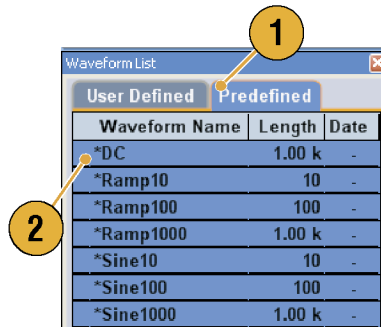 1
Waveform List
User Defined Predefined
Waveform Name Length Date
*DC 1.00 k -
*Ramp10 10 -
*Ramp100 100 -
*Ramp1000 1.00 k -
*Sine10 10 -
*Sine100 100 -
*Sine1000 1.00 k -
2